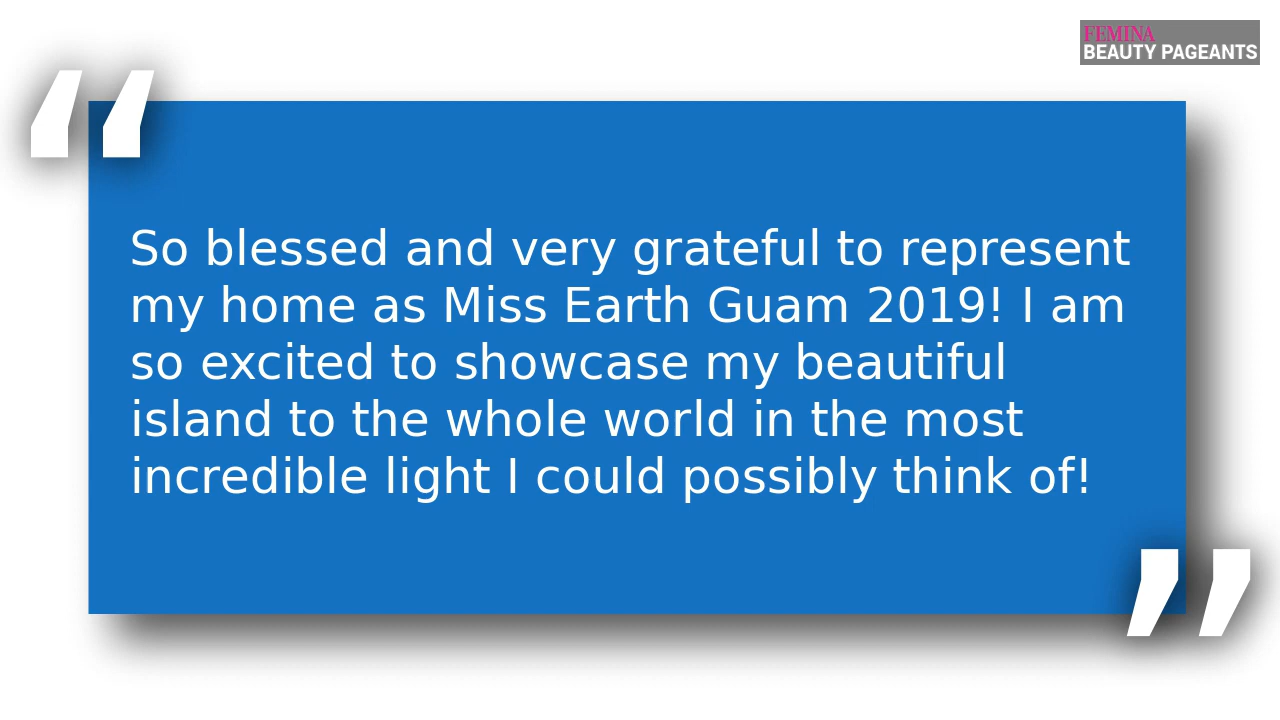 FEMINA
BEAUTY PAGEANTS
“
So blessed and very grateful to represent
my home as Miss Earth Guam 2019! I am
so excited to showcase my beautiful
island to the whole world in the most
incredible light I could possibly think of!
”